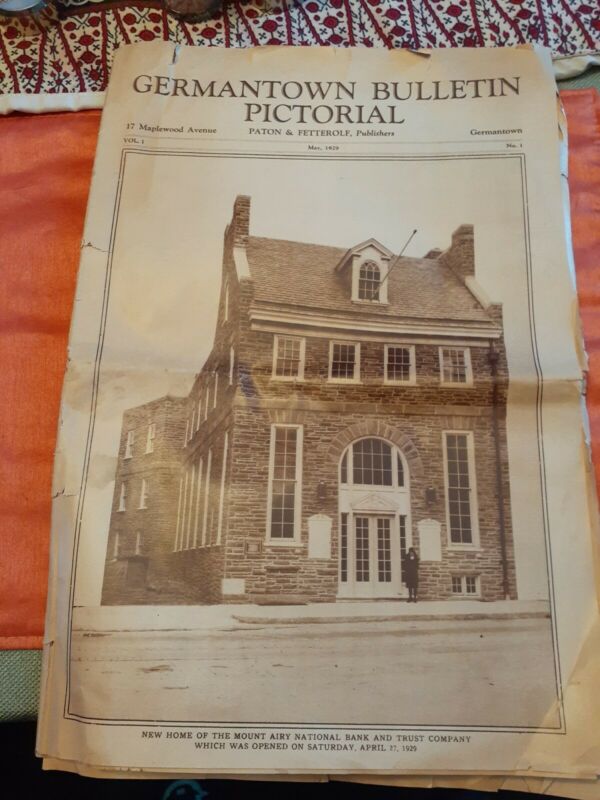 GERMANTOWN BULLETIN
PICTORIAL
17 Maplewood Avenue PATON & FETTEROLF, Publishers Germantown
VOL. 1 May, 1929 No. 1
NEW HOME OF THE MOUNT AIRY NATIONAL BANK AND TRUST COMPANY
WHICH WAS OPENED ON SATURDAY, APRIL 27, 1929